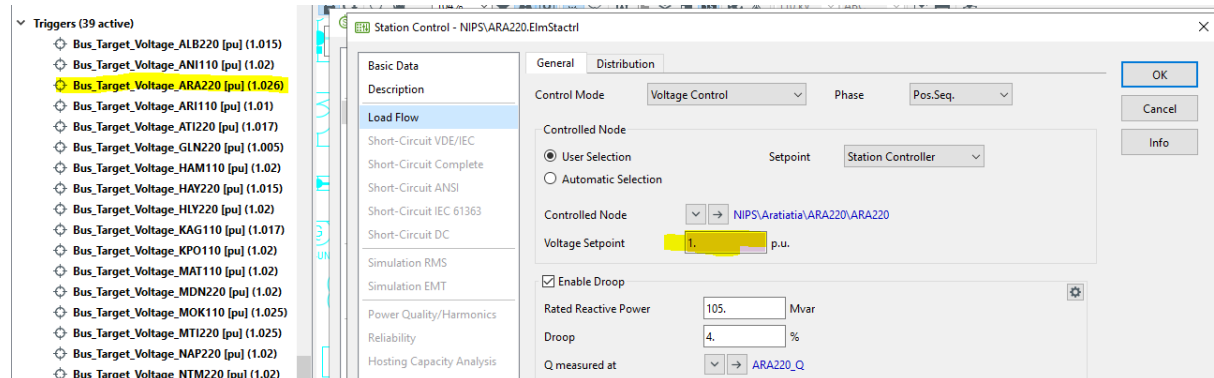 Triggers (39 active)
Bus_Target_Voltage_ALB220 [pu] (1.015)
Bus_Target_Voltage_ANI110 [pu] (1.02)
Bus_Target_Voltage_ARA220 [pu] (1.026)
Bus_Target_Voltage_ARI110 [pu] (1.01)
Bus_Target_Voltage_ATI220 [pu] (1.017)
Bus_Target_Voltage_GLN220 [pu] (1.005)
Bus_Target_Voltage_HAM110 [pu] (1.02)
Bus_Target_Voltage_HAY220 [pu] (1.015)
Bus_Target_Voltage_HLY220 [pu] (1.02)
Bus_Target_Voltage_KAG110 [pu] (1.017)
Bus_Target_Voltage_KPO110 [pu] (1.02)
Bus_Target_Voltage_MAT110 [pu] (1.02)
Bus_Target_Voltage_MDN220 [pu] (1.02)
Bus_Target_Voltage_MOK110 [pu] (1.025)
Bus_Target_Voltage_MTI220 [pu] (1.025)
Bus_Target_Voltage_NAP220 [pu] (1.02)
Bus_Target_Voltage_NTM220 [pu] (1.02)
Station Control - NIPS\ARA220.ElmStactrl
Basic Data
Description
Load Flow
Short-Circuit VDE/IEC
Short-Circuit Complete
Short-Circuit ANSI
Short-Circuit IEC 61363
Short-Circuit DC
Simulation RMS
Simulation EMT
Power Quality/Harmonics
Reliability
Hosting Capacity Analysis
General Distribution
Control Mode Voltage Control Phase Pos.Seq.
Controlled Node
User Selection Setpoint Station Controller
Automatic Selection
Controlled Node NIPS\Aratiatia\ARA220\ARA220
Voltage Setpoint 1. p.u.
Enable Droop
Rated Reactive Power 105. Mvar
Droop 4. %
Q measured at ARA220_Q
OK
Cancel
Info